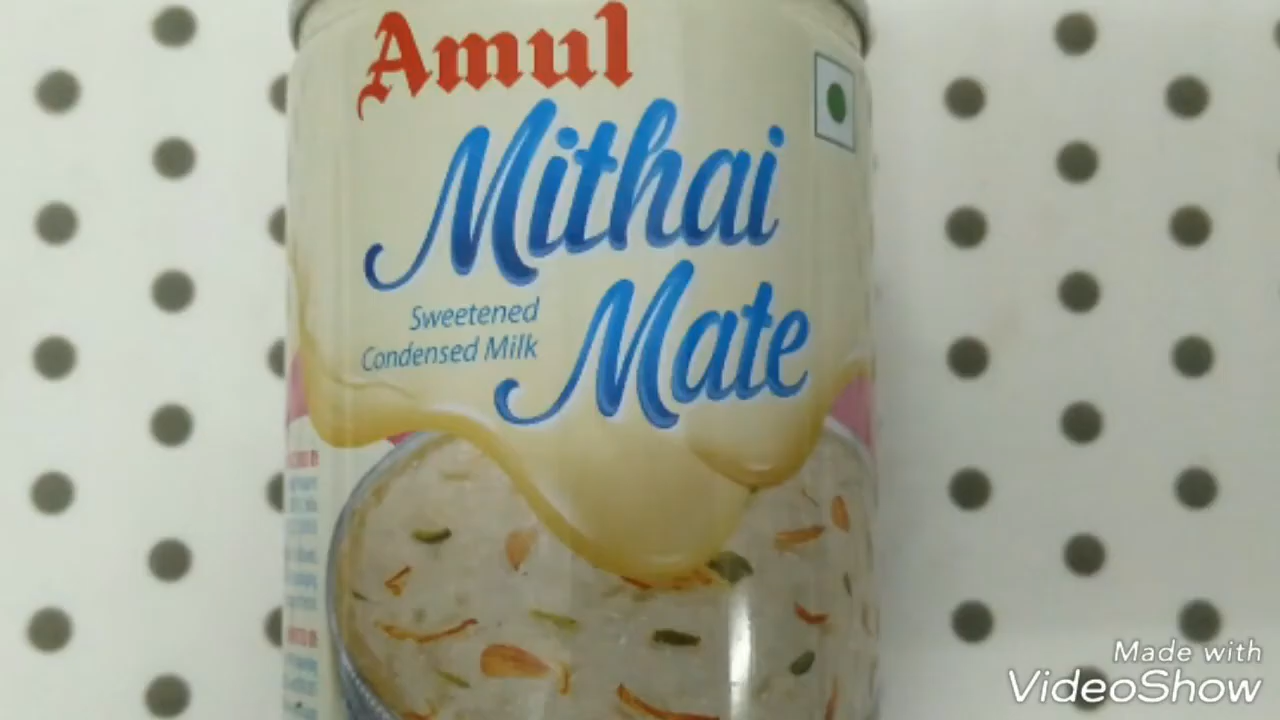 Amul
Mithai
Mate
Sweetened
Condensed Milk
Made with
VideoShow